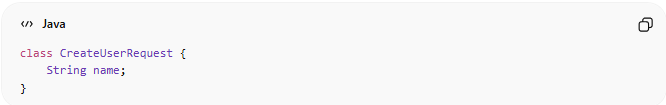 </> Java
class CreateUserRequest {
    String name;
}